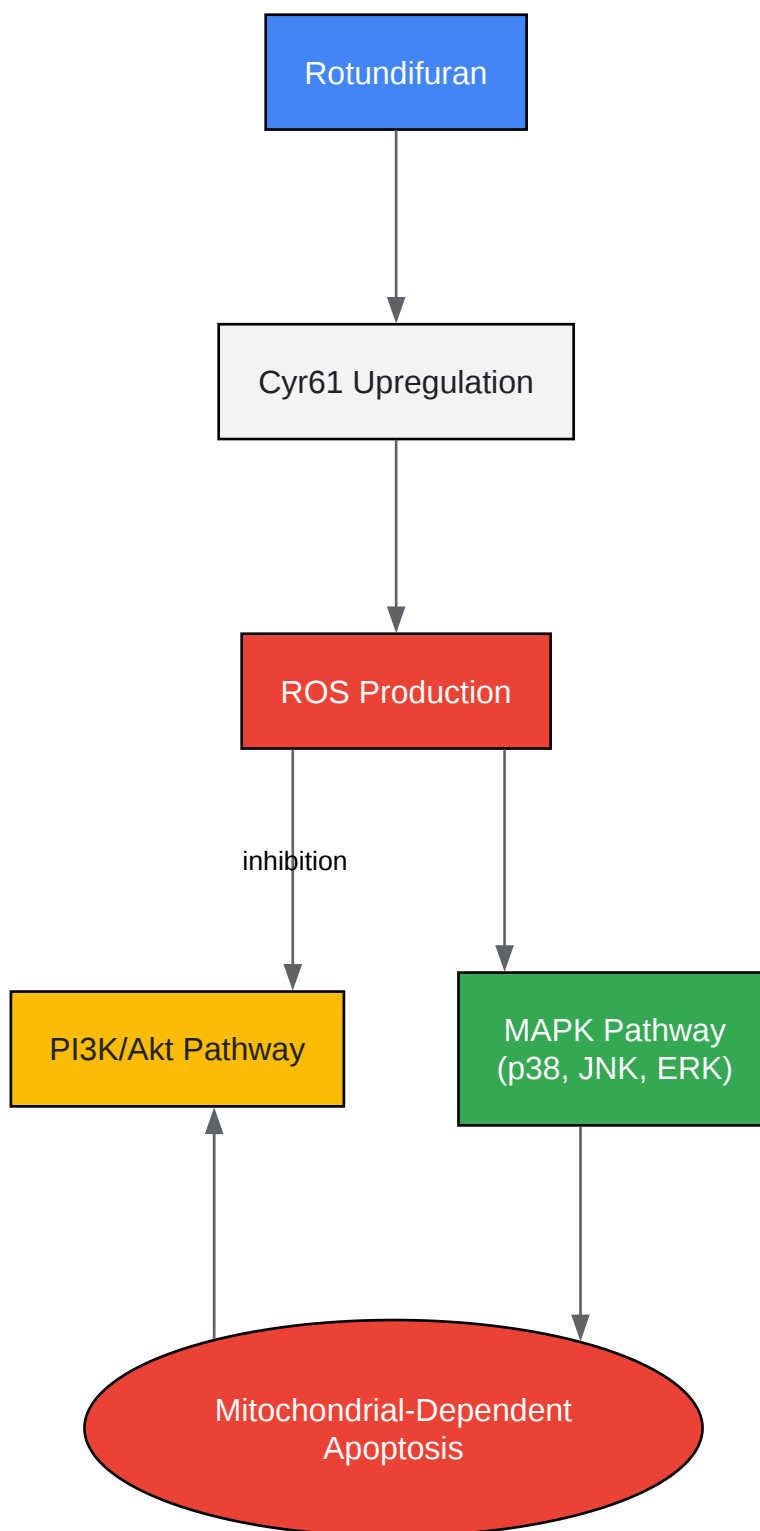 Rotundifuran
Cyr61 Upregulation
ROS Production
inhibition
PI3K/Akt Pathway
MAPK Pathway
(p38, JNK, ERK)
Mitochondrial-Dependent
Apoptosis